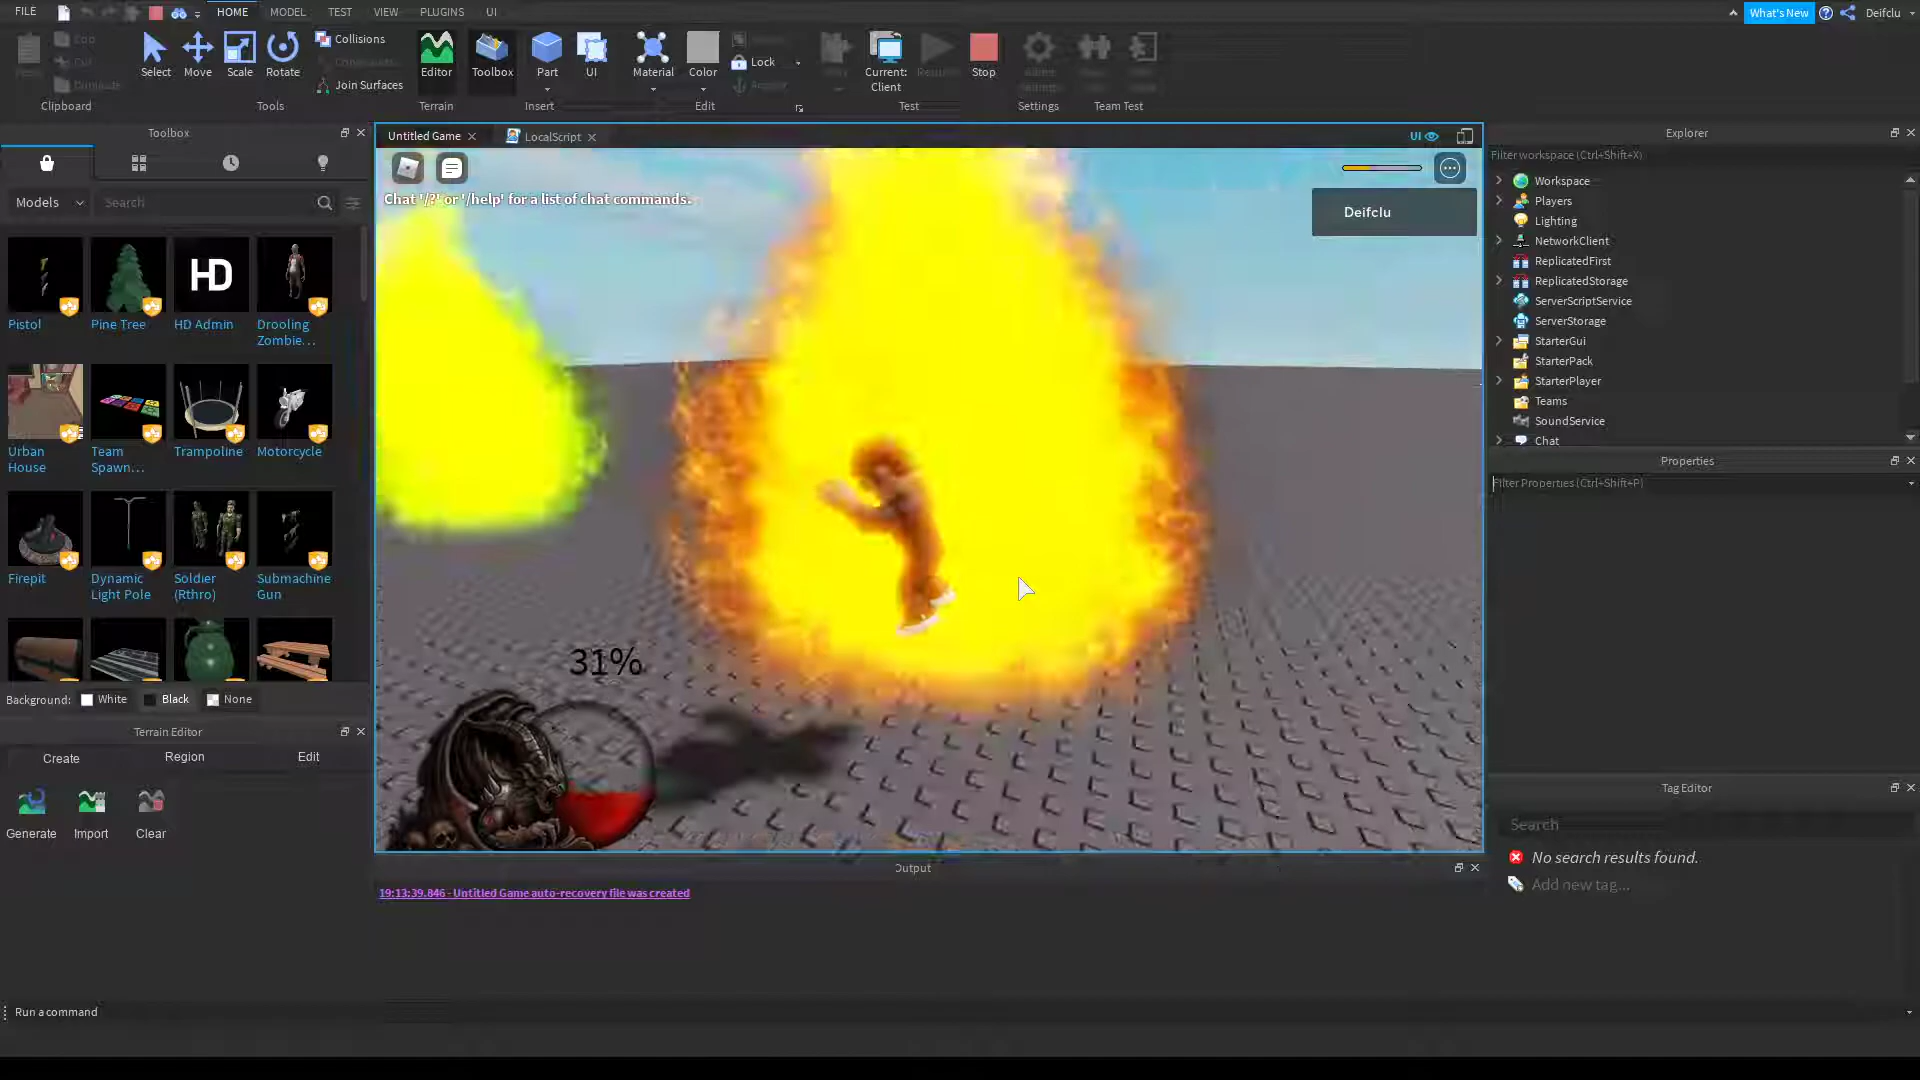 FILE
HOME
MODEL
TEST
VIEW
PLUGINS
UI
What's New
Deifclu
Select
Move
Scale
Rotate
Collisions
Join Surfaces
Editor
Toolbox
Part
UI
Material
Color
Lock
Current:
Client
Stop
Clipboard
Tools
Terrain
Insert
Edit
Test
Settings
Team Test
Toolbox
Models
Search
Pistol
Pine Tree
HD
HD Admin
Drooling
Zombie...
Urban
House
Team
Spawn...
Trampoline
Motorcycle
Firepit
Dynamic
Light Pole
Soldier
(Rthro)
Submachine
Gun
Background:
White
Black
None
Terrain Editor
Create
Region
Edit
Generate
Import
Clear
Untitled Game
LocalScript
UI
Chat '/?' or '/help' for a list of chat commands.
Deifclu
31%
Output
19:13:39.846 - Untitled Game auto-recovery file was created
Run a command
Explorer
Filter workspace (Ctrl+Shift+X)
Workspace
Players
Lighting
NetworkClient
ReplicatedFirst
ReplicatedStorage
ServerScriptService
ServerStorage
StarterGui
StarterPack
StarterPlayer
Teams
SoundService
Chat
Properties
Filter Properties (Ctrl+Shift+P)
Tag Editor
Search
No search results found.
Add new tag...